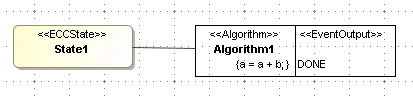 <<ECCState>>
State1
<<Algorithm>>
Algorithm1
{a = a + b; }
<<EventOutput>>
DONE